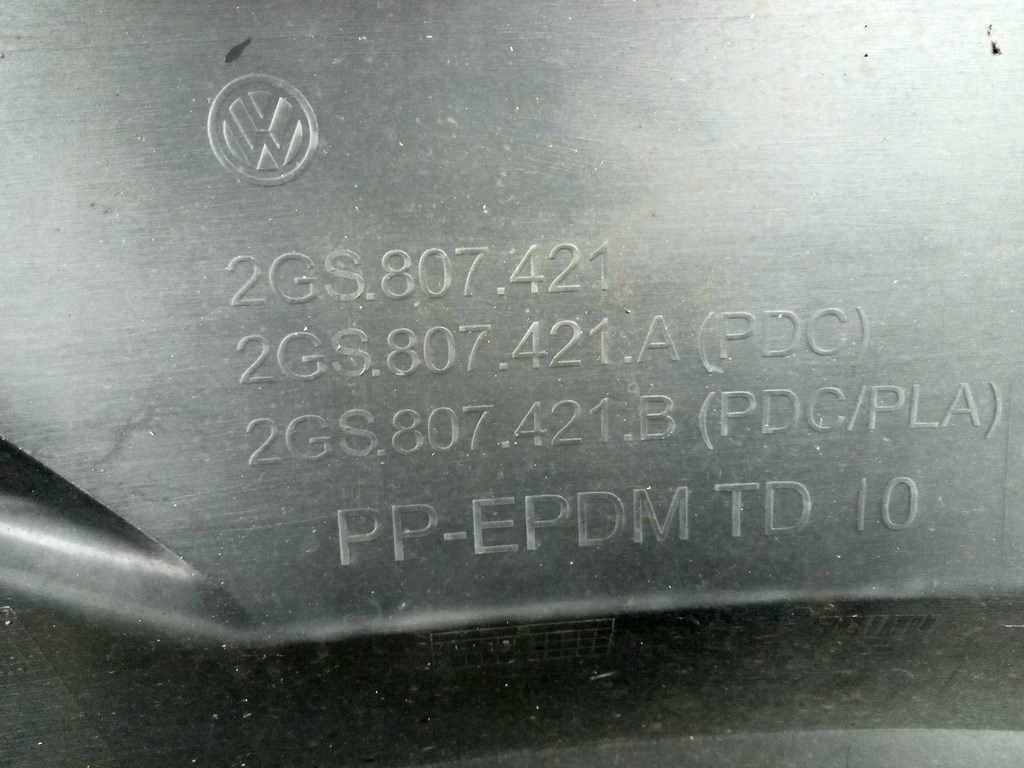 2GS.807.421
2GS.807.421.A (PDC)
2GS.807.421.B (PDC/PLA)
PP-EPDM TD 10